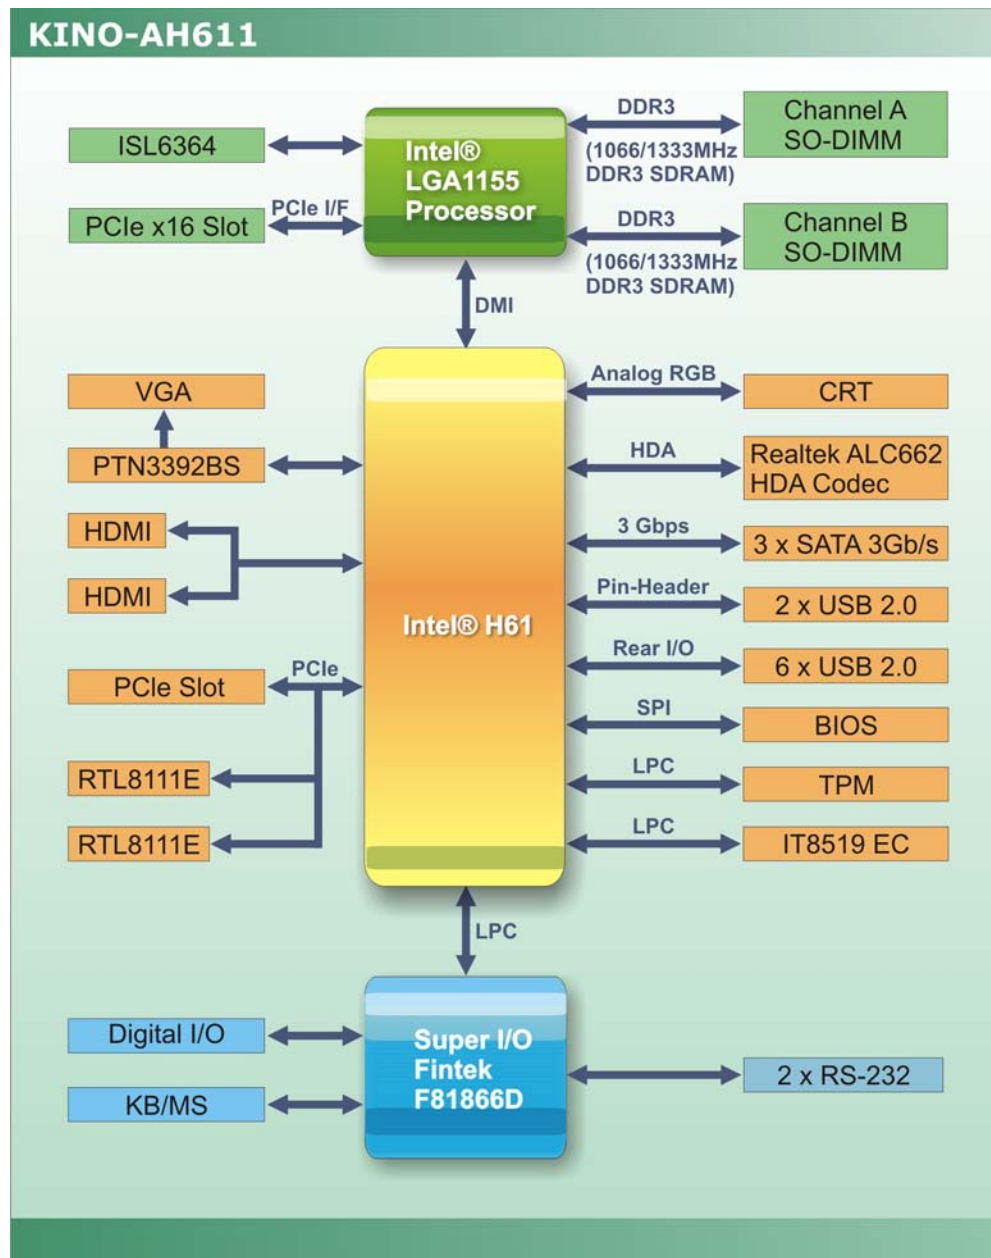 KINO-AH611
ISL6364
PCIe I/F
PCIe x16 Slot
Intel®
LGA1155
Processor
DDR3
(1066/1333MHz
DDR3 SDRAM)
Channel A
SO-DIMM
DDR3
(1066/1333MHz
DDR3 SDRAM)
Channel B
SO-DIMM
DMI
VGA
PTN3392BS
HDMI
HDMI
PCIe
PCIe Slot
RTL8111E
RTL8111E
Intel® H61
Analog RGB
CRT
HDA
Realtek ALC662
HDA Codec
3 Gbps
3 x SATA 3Gb/s
Pin-Header
2 x USB 2.0
Rear I/O
6 x USB 2.0
SPI
BIOS
LPC
TPM
LPC
IT8519 EC
LPC
Digital I/O
KB/MS
Super I/O
Fintek
F81866D
2 x RS-232